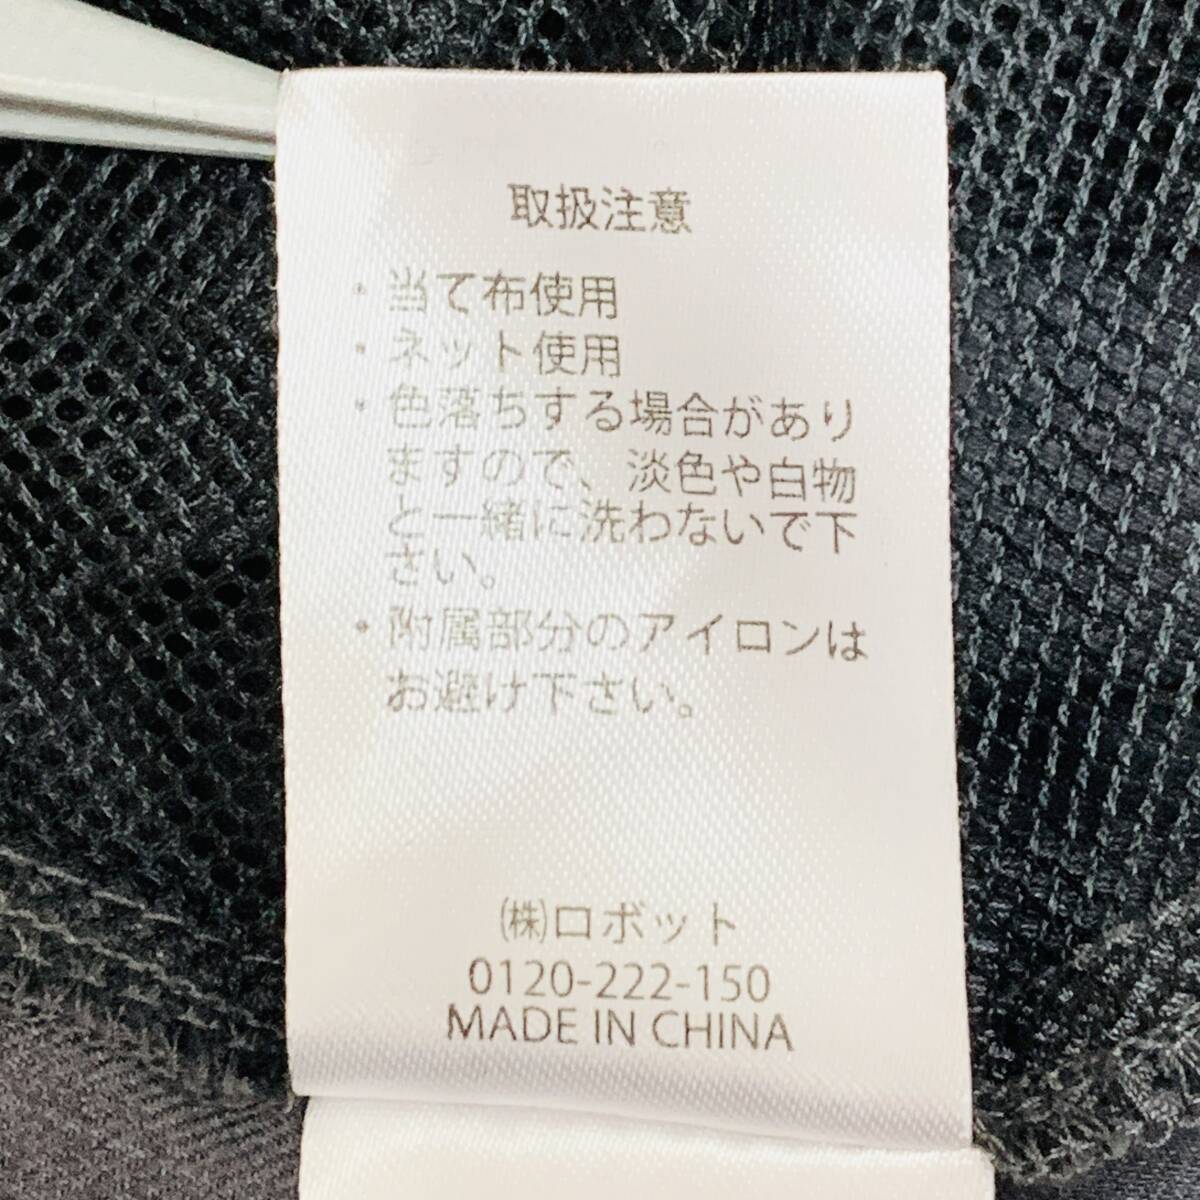 取扱注意
・当て布使用
・ネット使用
・色落ちする場合があり
ますので、淡色や白物
と一緒に洗わないで下
さい。
・附属部分のアイロンは
お避け下さい。
㈱ロボット
0120-222-150
MADE IN CHINA